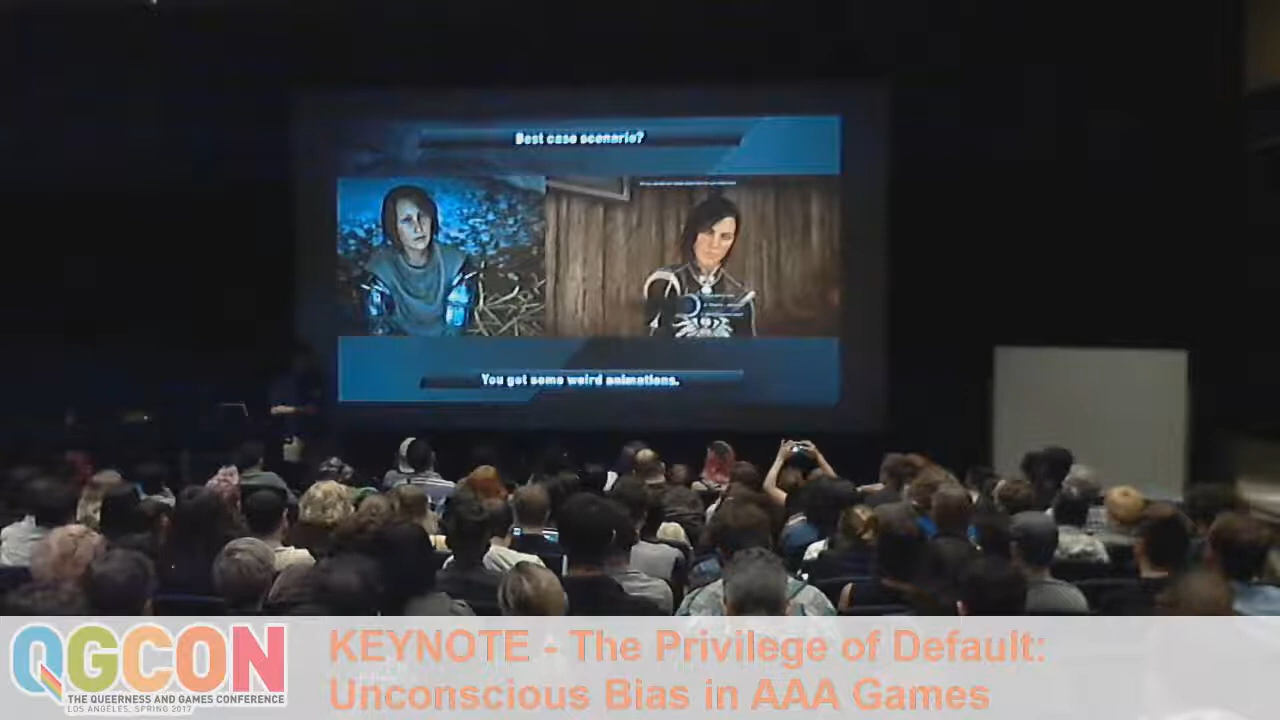 Best case scenario?
You get some weird animations.
QGCON
THE QUEERNESS AND GAMES CONFERENCE
LOS ANGELES, SPRING 2017
KEYNOTE - The Privilege of Default:
Unconscious Bias in AAA Games